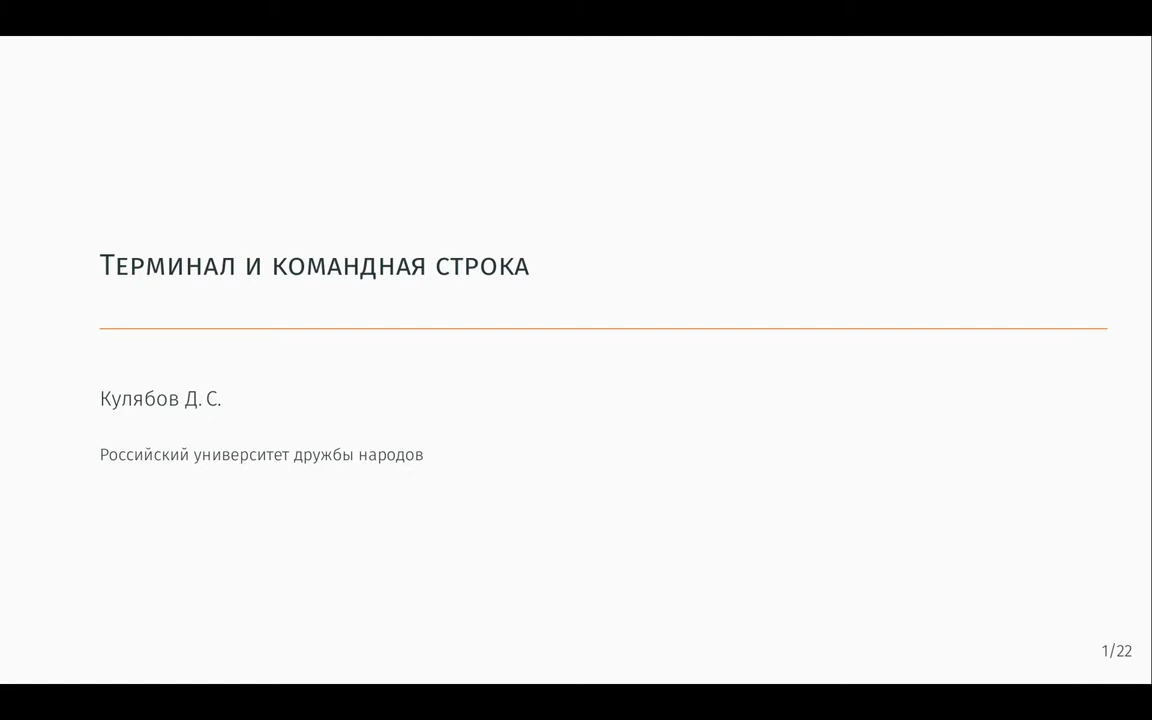 Терминал и командная строка
Кулябов Д. С.
Российский университет дружбы народов
1/22